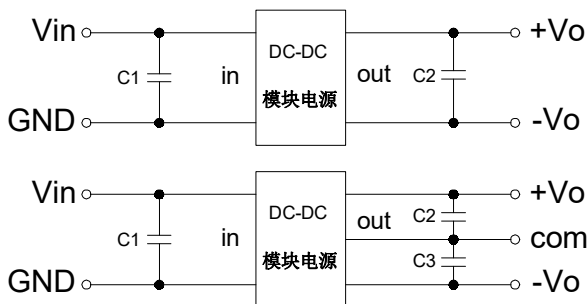 Vin DC-DC +Vo
C1 in out C2
模块电源
GND -Vo
Vin DC-DC +Vo
C2
C1 in out com
模块电源 C3
GND -Vo